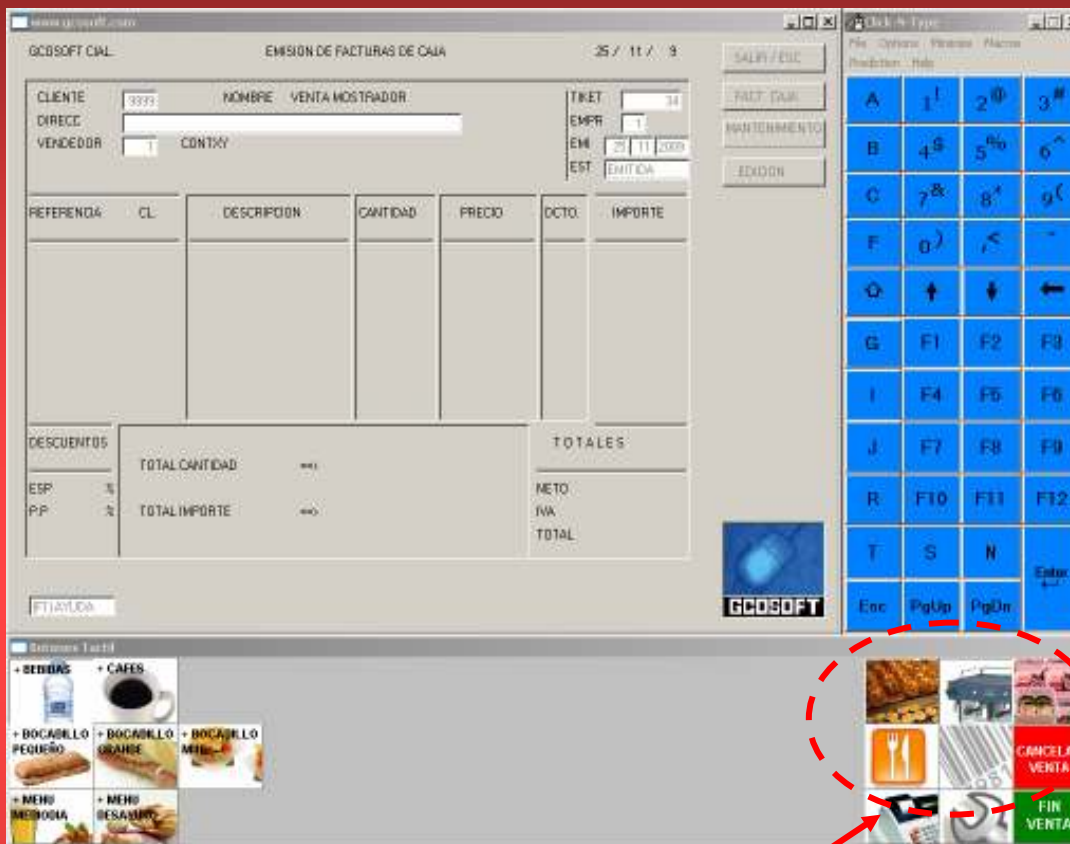 www.gcosoft.com
GCOSOFT CIAL. EMISION DE FACTURAS DE CAJA 25 / 11 / 9
SALIR / ESC
CLIENTE 9999 NOMBRE VENTA MOSTRADOR TIKET 34
FACT. CAJA
DIRECC EMPR 1
MANTENIMIENTO
VENDEDOR 1 CONTXY EMI 25 11 2009
EST EMITIDA
EDICION
REFERENCIA CL. DESCRIPCION CANTIDAD PRECIO DCTO. IMPORTE
DESCUENTOS TOTALES
TOTAL CANTIDAD ==>
ESP % NETO
P.P % TOTAL IMPORTE ==> IVA
TOTAL
(F1) AYUDA
GCOSOFT
Click-N-Type
File Options Macros
Prediction Help
A 1! 2@ 3#
B 4$ 5% 6^
C 7& 8* 9(
F 0) ,<
G F1 F2 F3
I F4 F5 F6
J F7 F8 F9
R F10 F11 F12
T S N Enter
Esc PgUp PgDn
Botonera Tactil
+ BEBIDAS + CAFES
+ BOCADILLO PEQUEÑO + BOCADILLO GRANDE + BOCADILLO
CANCELA VENTA
+ MENU MEDIODIA + MENU DESAYUNO
FIN VENTA